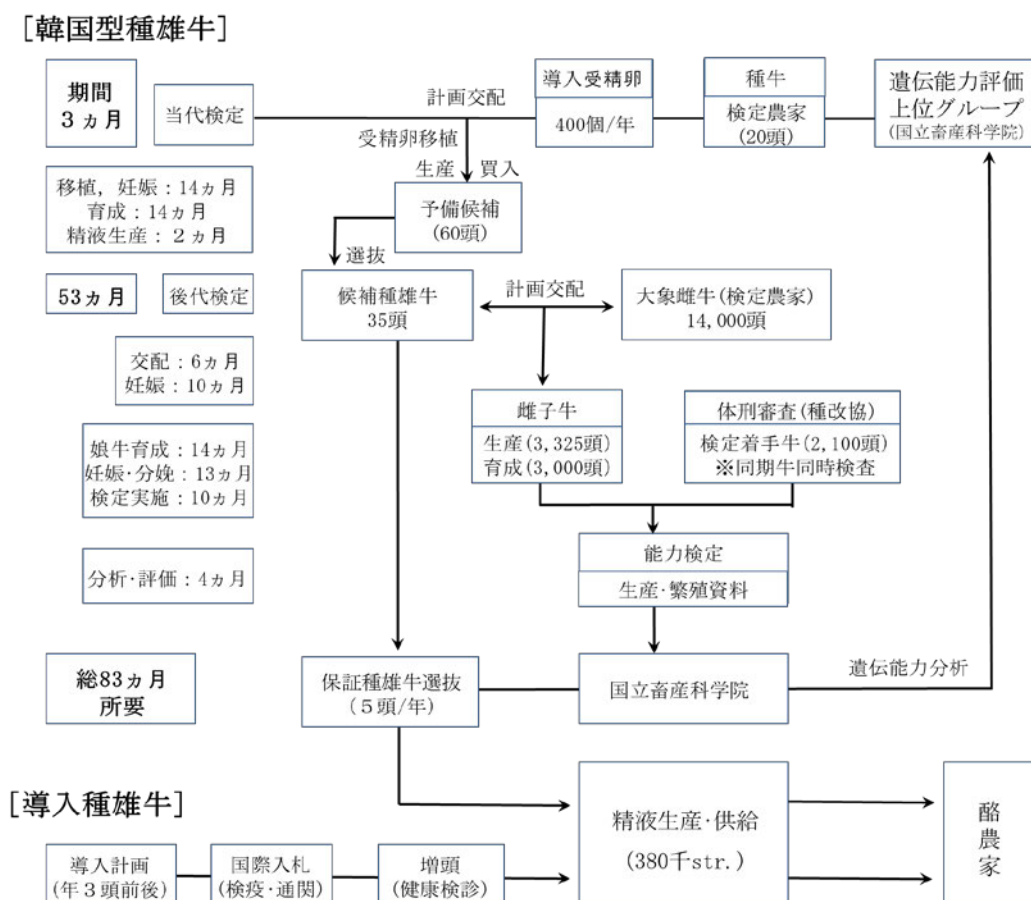 [韓国型種雄牛]
期間
3ヵ月
当代検定
計画交配
受精卵移植
生産 買入
導入受精卵
400個/年
種牛
検定農家
(20頭)
遺伝能力評価
上位グループ
(国立畜産科学院)
移植，妊娠：14ヵ月
育成：14ヵ月
精液生産：2ヵ月
予備候補
(60頭)
選抜
53ヵ月
後代検定
候補種雄牛
35頭
計画交配
大象雌牛(検定農家)
14,000頭
交配：6ヵ月
妊娠：10ヵ月
雌子牛
生産(3,325頭)
育成(3,000頭)
体刑審査(種改協)
検定着手牛(2,100頭)
※同期牛同時検査
娘牛育成：14ヵ月
妊娠·分娩：13ヵ月
検定実施：10ヵ月
能力検定
生産·繁殖資料
分析·評価：4ヵ月
総83ヵ月
所要
保証種雄牛選抜
(5頭/年)
国立畜産科学院
遺伝能力分析
[導入種雄牛]
導入計画
(年3頭前後)
国際入札
(検疫·通関)
増頭
(健康検診)
精液生産·供給
(380千str.)
酪
農
家